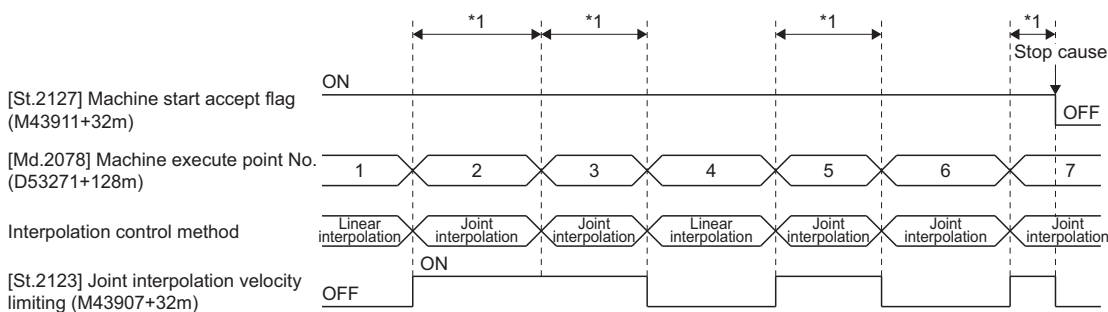 *1 *1 *1 *1
Stop cause
ON
[St.2127] Machine start accept flag
(M43911+32m)
OFF
[Md.2078] Machine execute point No.
(D53271+128m)
1 2 3 4 5 6 7
Interpolation control method
Linear interpolation
Joint interpolation
Joint interpolation
Linear interpolation
Joint interpolation
Joint interpolation
Joint interpolation
ON
[St.2123] Joint interpolation velocity
limiting (M43907+32m)
OFF